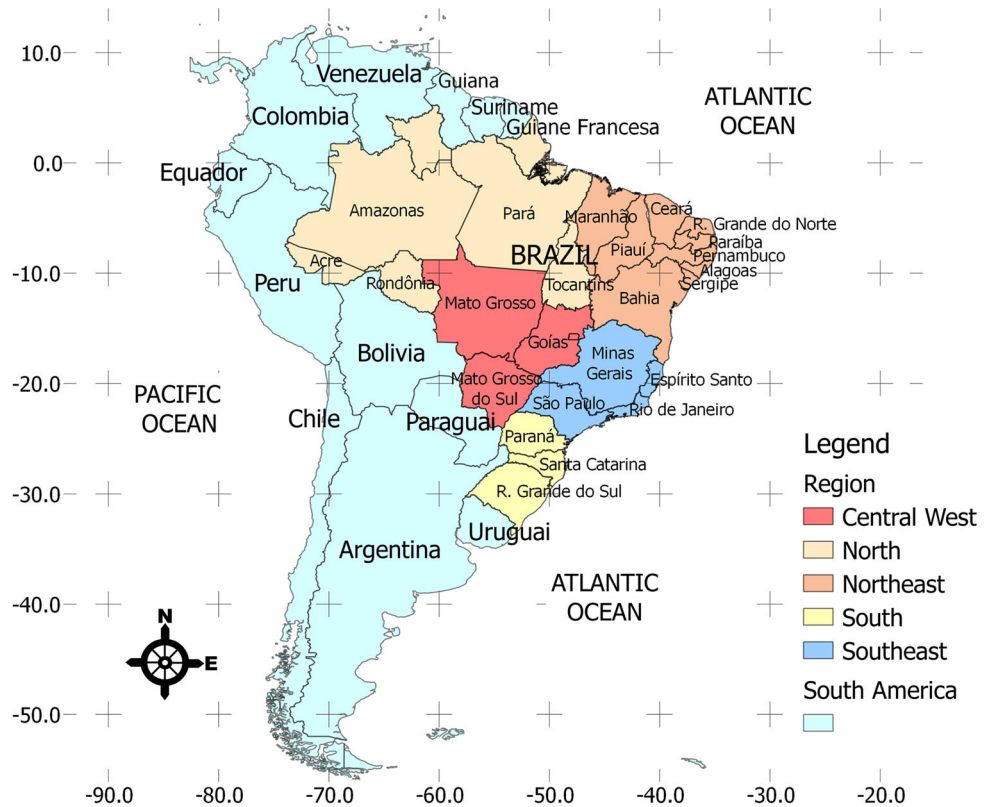 10.0
0.0
-10.0
-20.0
-30.0
-40.0
-50.0
Venezuela
Guiana
Suriname
Guiane Francesa
Colombia
ATLANTIC
OCEAN
Equador
Amazonas
Pará
Maranhão
Ceará
R. Grande do Norte
Paraíba
Pernambuco
Alagoas
Sergipe
Piauí
BRAZIL
Acre
Rondônia
Tocantins
Bahia
Peru
Mato Grosso
Goiás
Bolivia
Minas
Gerais
Mato Grosso
do Sul
Espírito Santo
São Paulo
Rio de Janeiro
PACIFIC
OCEAN
Chile
Paraguai
Paraná
Santa Catarina
R. Grande do Sul
Uruguai
Argentina
ATLANTIC
OCEAN
Legend
Region
Central West
North
Northeast
South
Southeast
South America
N
E
-90.0
-80.0
-70.0
-60.0
-50.0
-40.0
-30.0
-20.0